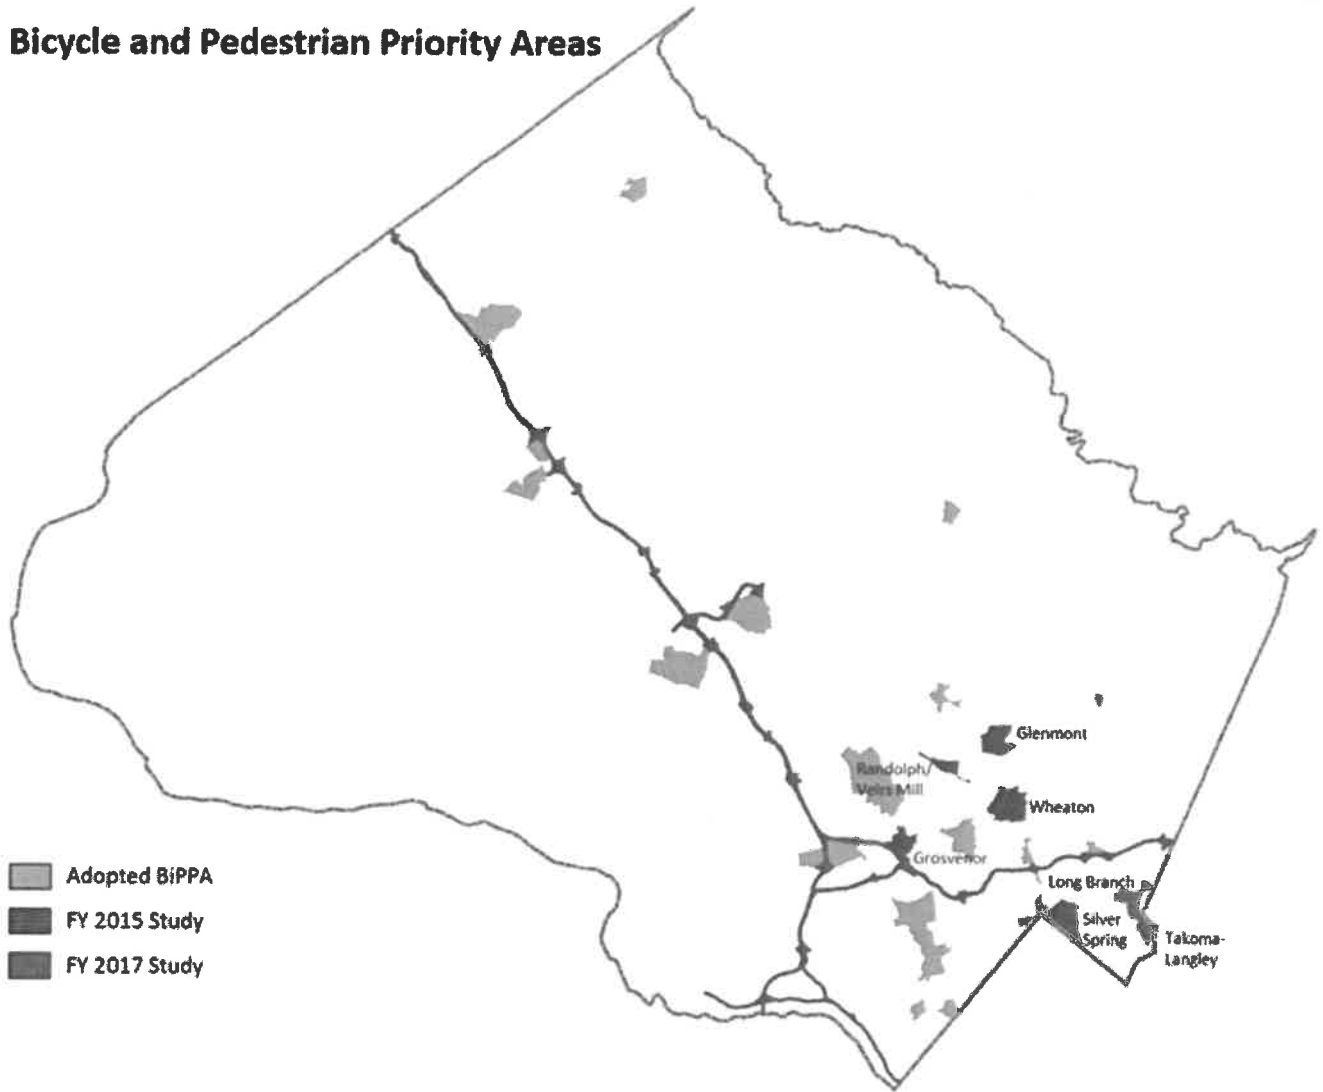 Bicycle and Pedestrian Priority Areas
Glenmont
Randolph/
Veirs Mill
Wheaton
Grosvenor
Long Branch
Silver
Spring
Takoma-
Langley
Adopted BiPPA
FY 2015 Study
FY 2017 Study